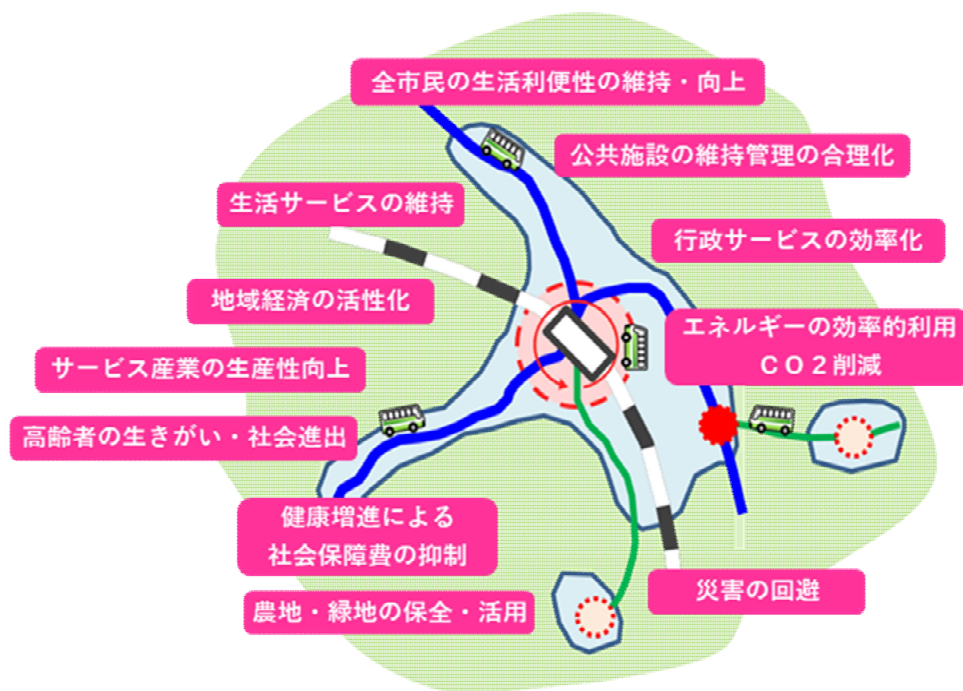 全市民の生活利便性の維持・向上
公共施設の維持管理の合理化
生活サービスの維持
行政サービスの効率化
地域経済の活性化
エネルギーの効率的利用
ＣＯ２削減
サービス産業の生産性向上
高齢者の生きがい・社会進出
健康増進による
社会保障費の抑制
災害の回避
農地・緑地の保全・活用